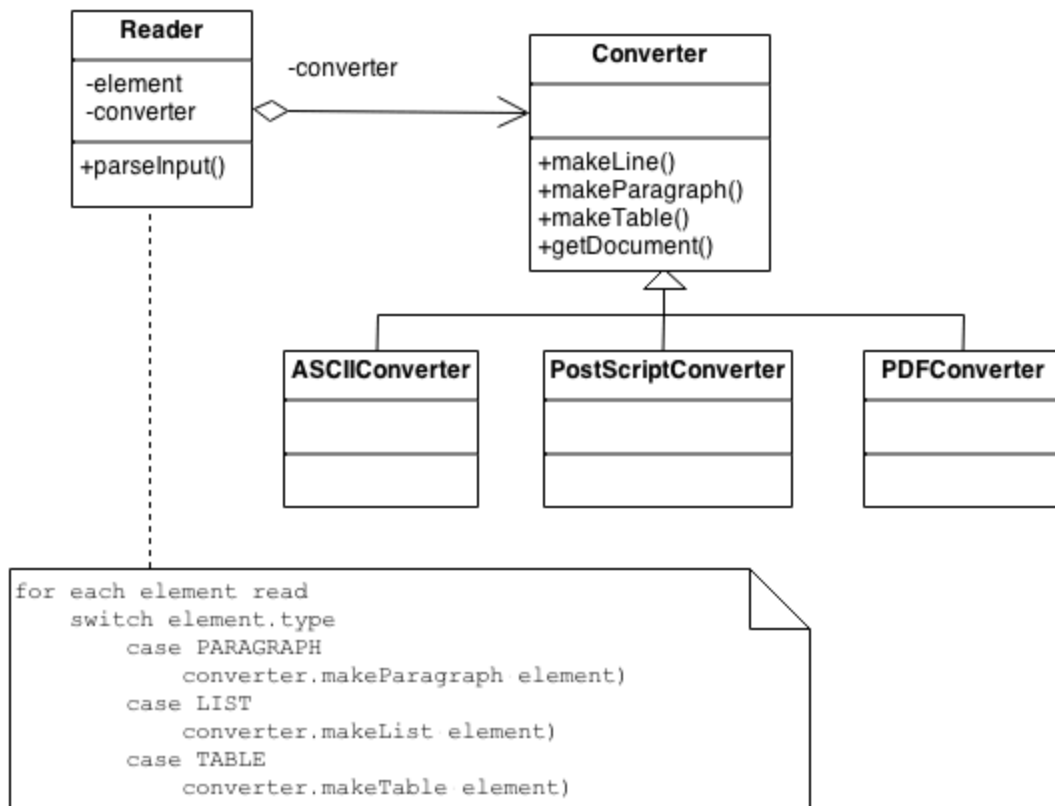 Reader
-element
-converter
+parseInput()
-converter
Converter
+makeLine()
+makeParagraph()
+makeTable()
+getDocument()
ASCIIConverter
PostScriptConverter
PDFConverter
for each element read
switch element.type
case PARAGRAPH
converter.makeParagraph element)
case LIST
converter.makeList element)
case TABLE
converter.makeTable element)